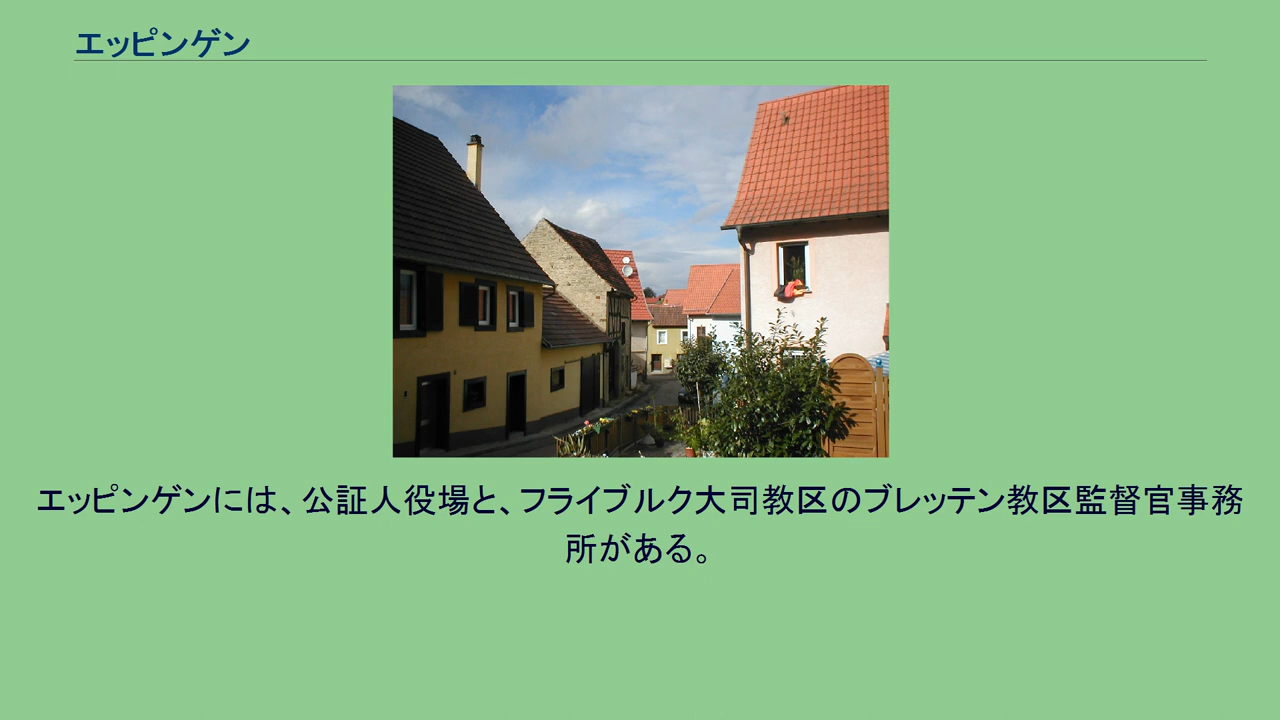 エッピンゲン
エッピンゲンには、公証人役場と、フライブルク大司教区のブレッテン教区監督官事務
所がある。